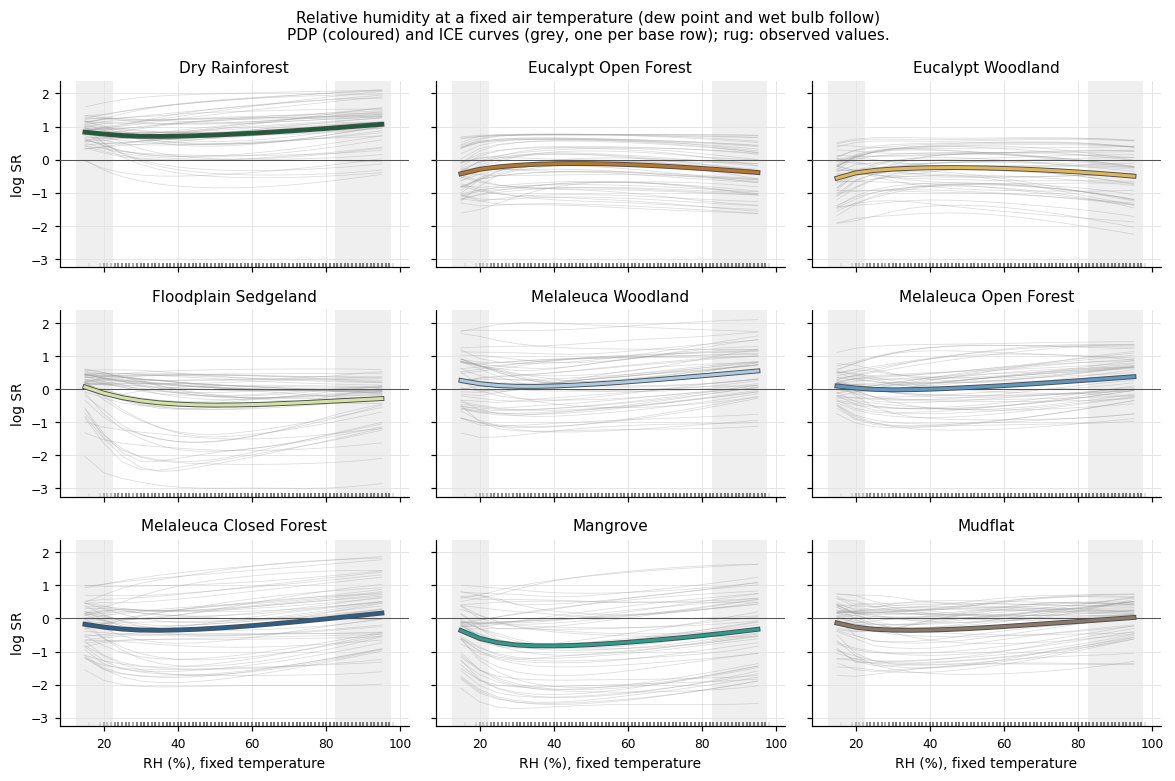 Relative humidity at a fixed air temperature (dew point and wet bulb follow)
PDP (coloured) and ICE curves (grey, one per base row); rug: observed values.
Dry Rainforest
Eucalypt Open Forest
Eucalypt Woodland
log SR
2
1
0
−1
−2
−3
Floodplain Sedgeland
Melaleuca Woodland
Melaleuca Open Forest
log SR
2
1
0
−1
−2
−3
Melaleuca Closed Forest
Mangrove
Mudflat
log SR
2
1
0
−1
−2
−3
20 40 60 80 100
20 40 60 80 100
20 40 60 80 100
RH (%), fixed temperature
RH (%), fixed temperature
RH (%), fixed temperature